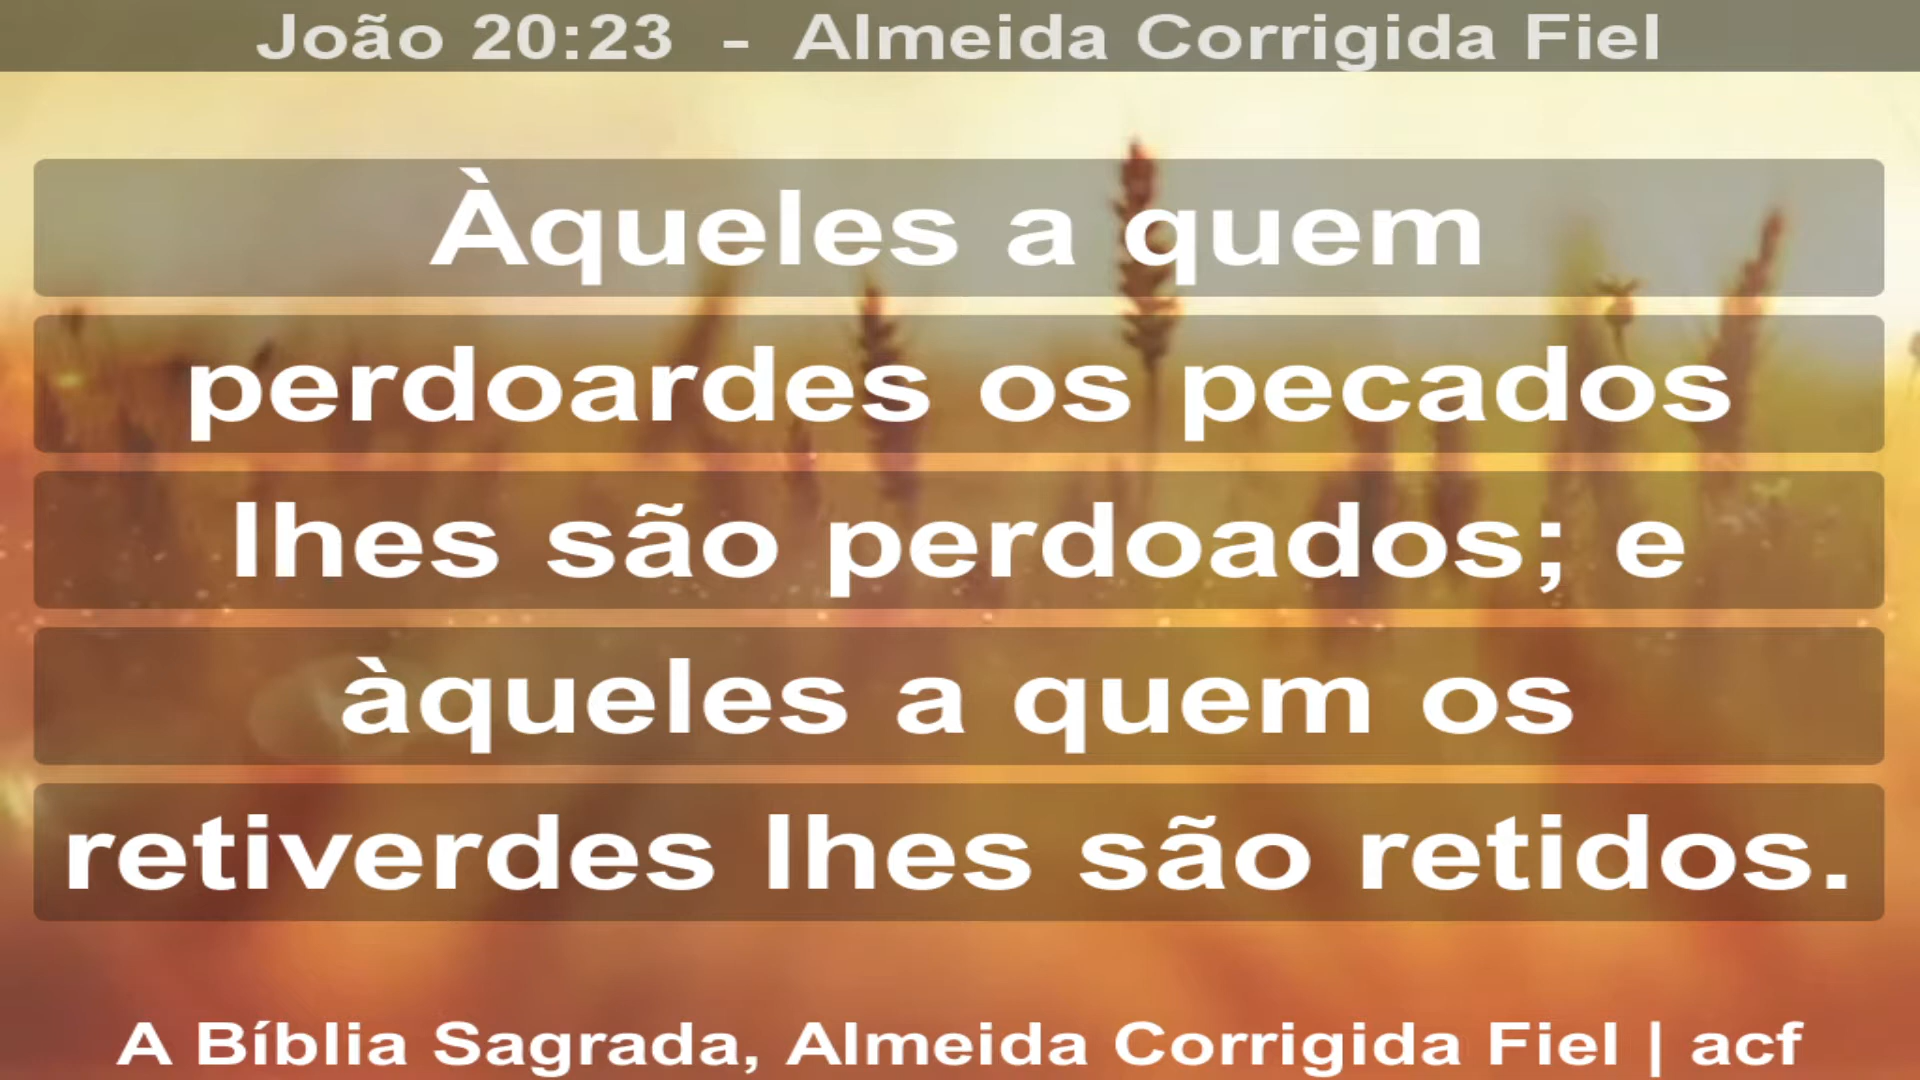 João 20:23 - Almeida Corrigida Fiel
Àqueles a quem
perdoardes os pecados
lhes são perdoados; e
àqueles a quem os
retiverdes lhes são retidos.
A Bíblia Sagrada, Almeida Corrigida Fiel | acf